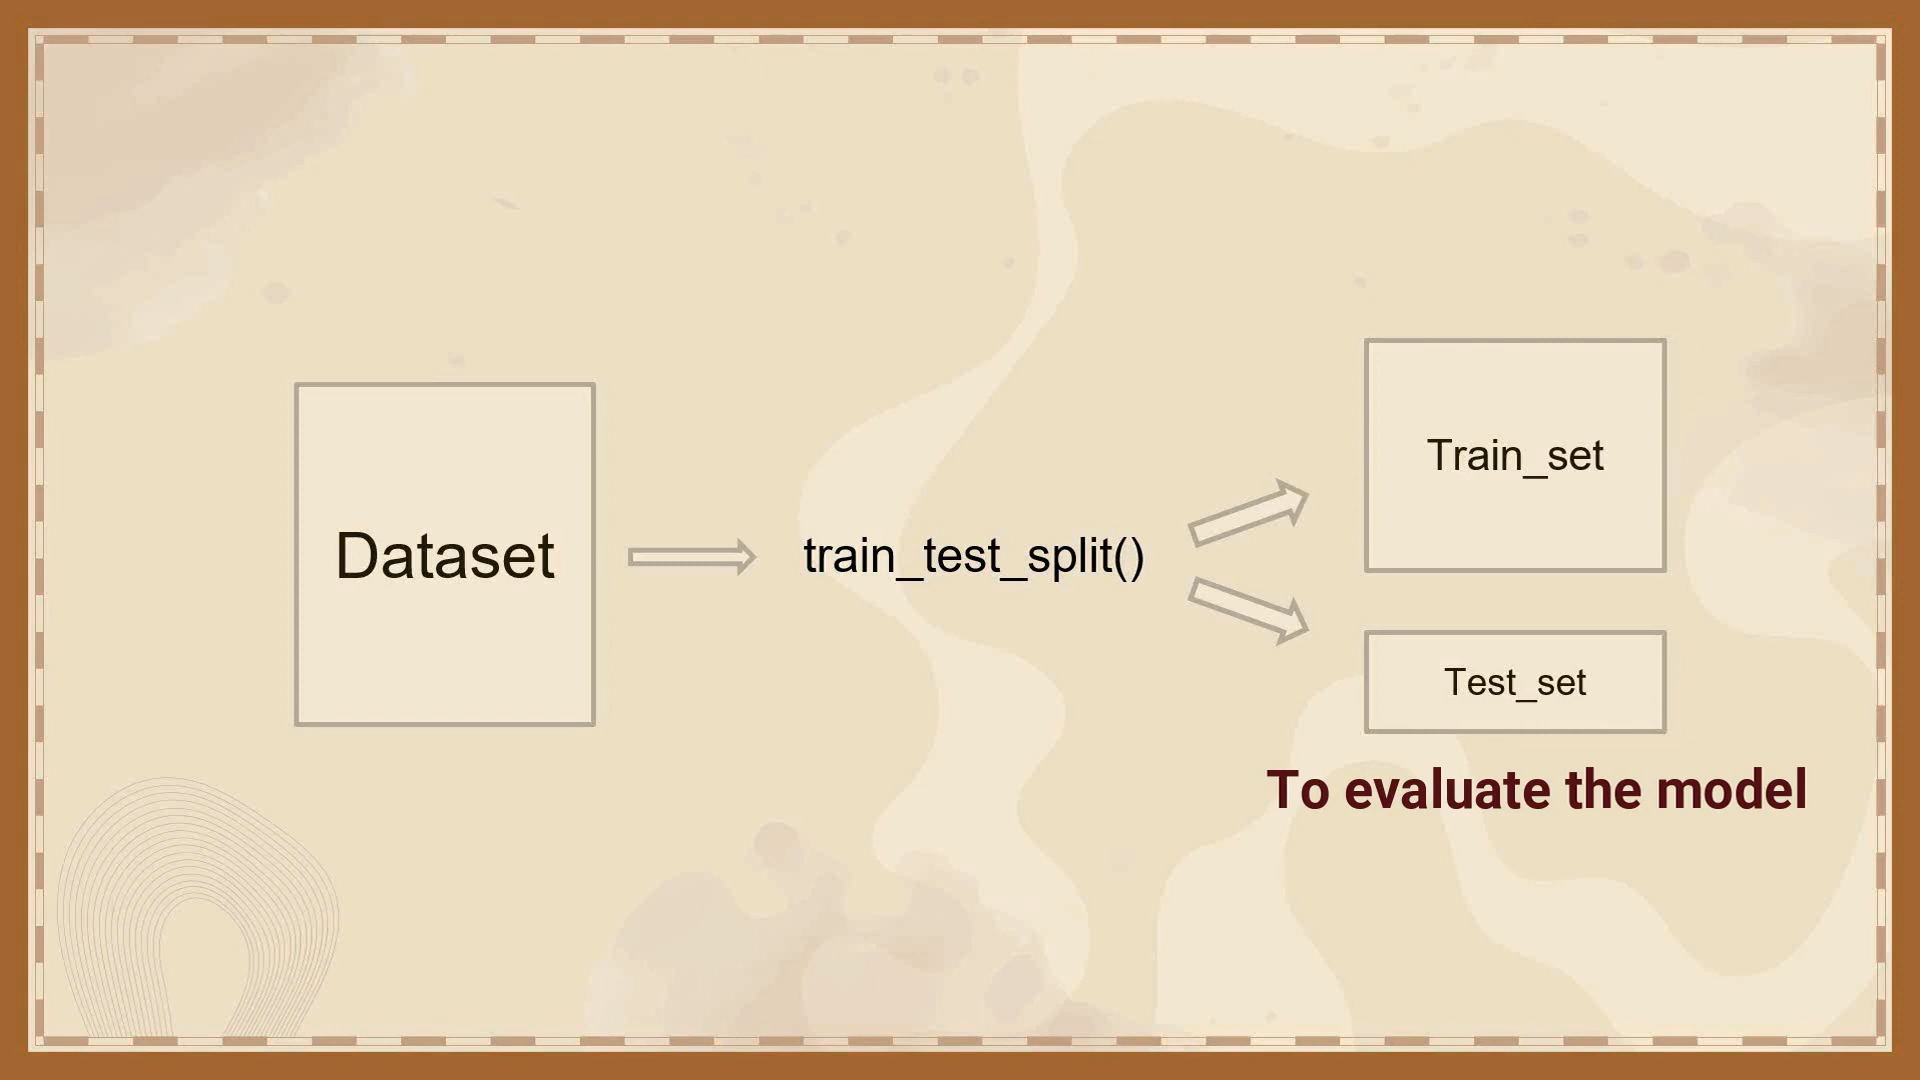 Dataset
train_test_split()
Train_set
Test_set
To evaluate the model